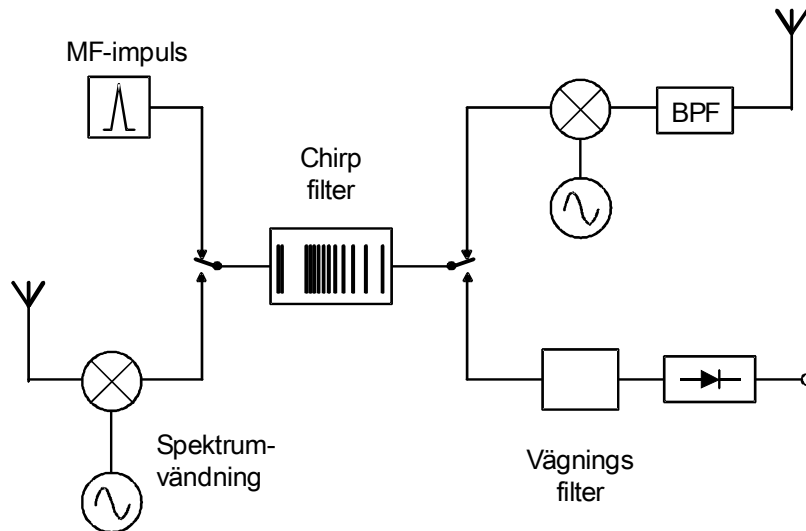 MF-impuls
BPF
Chirp
filter
Spektrum-
vändning
Vägnings
filter